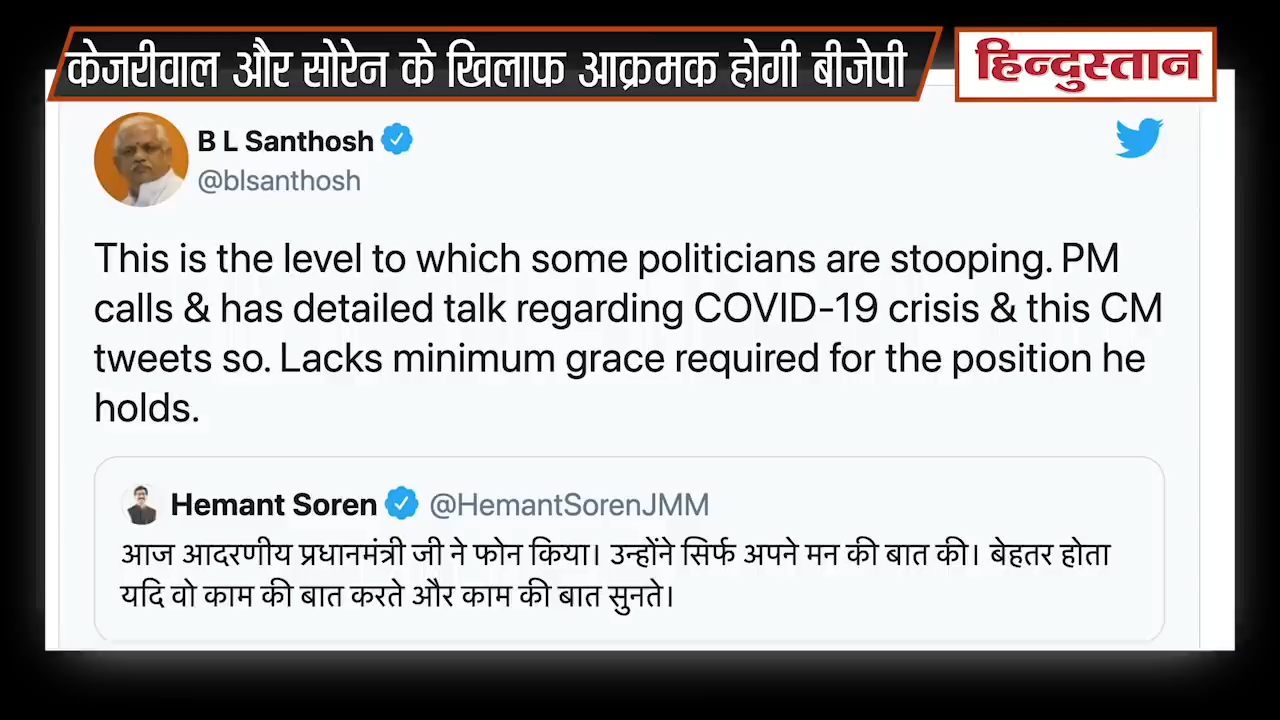 केजरीवाल और सोरेन के खिलाफ आक्रमक होगी बीजेपी
हिन्दुस्तान
B L Santhosh
@blsanthosh
This is the level to which some politicians are stooping. PM
calls & has detailed talk regarding COVID-19 crisis & this CM
tweets so. Lacks minimum grace required for the position he
holds.
Hemant Soren @HemantSorenJMM
आज आदरणीय प्रधानमंत्री जी ने फोन किया। उन्होंने सिर्फ अपने मन की बात की। बेहतर होता
यदि वो काम की बात करते और काम की बात सुनते।